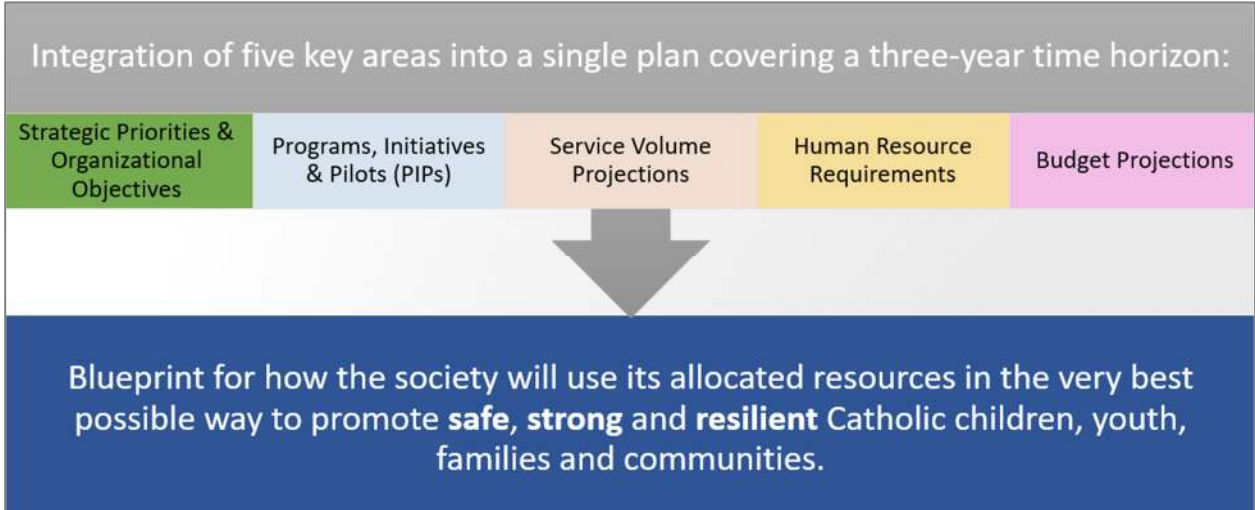 Integration of five key areas into a single plan covering a three-year time horizon:
Strategic Priorities &
Organizational
Objectives
Programs, Initiatives
& Pilots (PIPs)
Service Volume
Projections
Human Resource
Requirements
Budget Projections
Blueprint for how the society will use its allocated resources in the very best
possible way to promote safe, strong and resilient Catholic children, youth,
families and communities.